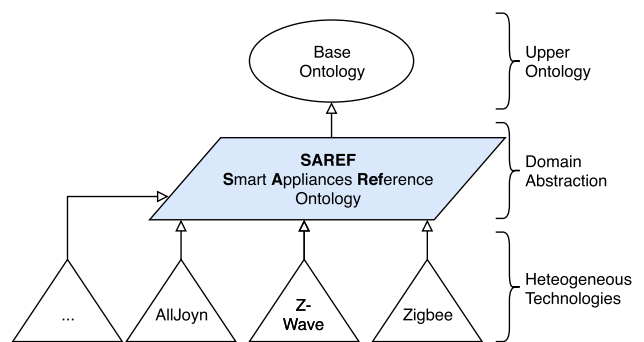 Base
Ontology
Upper
Ontology
SAREF
Smart Appliances Reference
Ontology
Domain
Abstraction
...
AllJoyn
Z-
Wave
Zigbee
Heteogeneous
Technologies